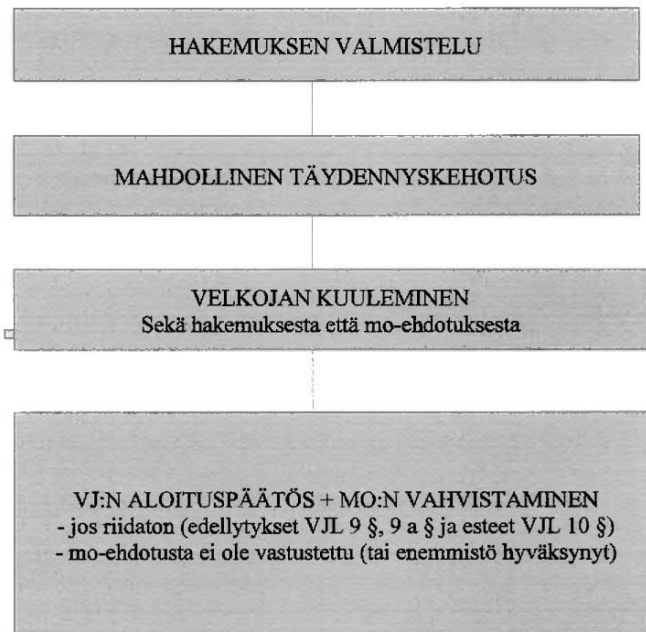 HAKEMUKSEN VALMISTELU
MAHDOLLINEN TÄYDENNYSKEHOTUS
VELKOJAN KUULEMINEN
Sekä hakemuksesta että mo-ehdotuksesta
VJ:N ALOITUSPÄÄTÖS + MO:N VAHVISTAMINEN
- jos riidaton (edellytykset VJL 9 §, 9 a § ja esteet VJL 10 §)
- mo-ehdotusta ei ole vastustettu (tai enemmistö hyväksynyt)